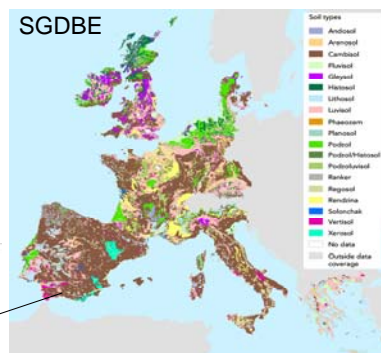 SGDBE
Soil types
Andosol
Arenosol
Cambisol
Fluvisol
Gleysol
Histosol
Lithosol
Luvisol
Phaeozem
Planosol
Podzol
Podzol/Histosol
Podzoluvisol
Ranker
Regosol
Rendzina
Solonchak
Vertisol
Xerosol
No data
Outside data
coverage